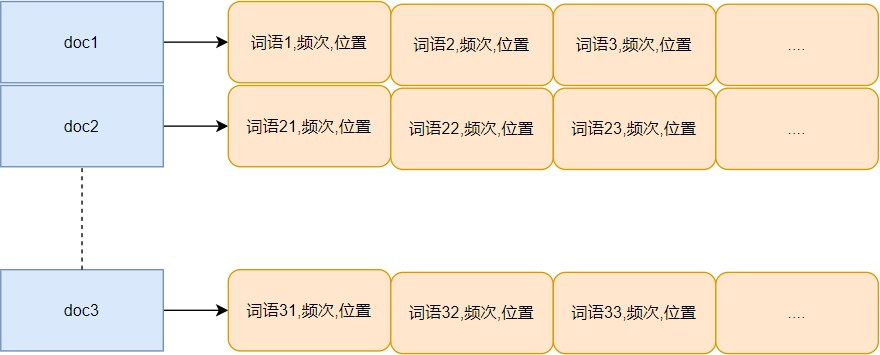 doc1 词语1,频次,位置 词语2,频次,位置 词语3,频次,位置 ....
doc2 词语21,频次,位置 词语22,频次,位置 词语23,频次,位置 ....
doc3 词语31,频次,位置 词语32,频次,位置 词语33,频次,位置 ....